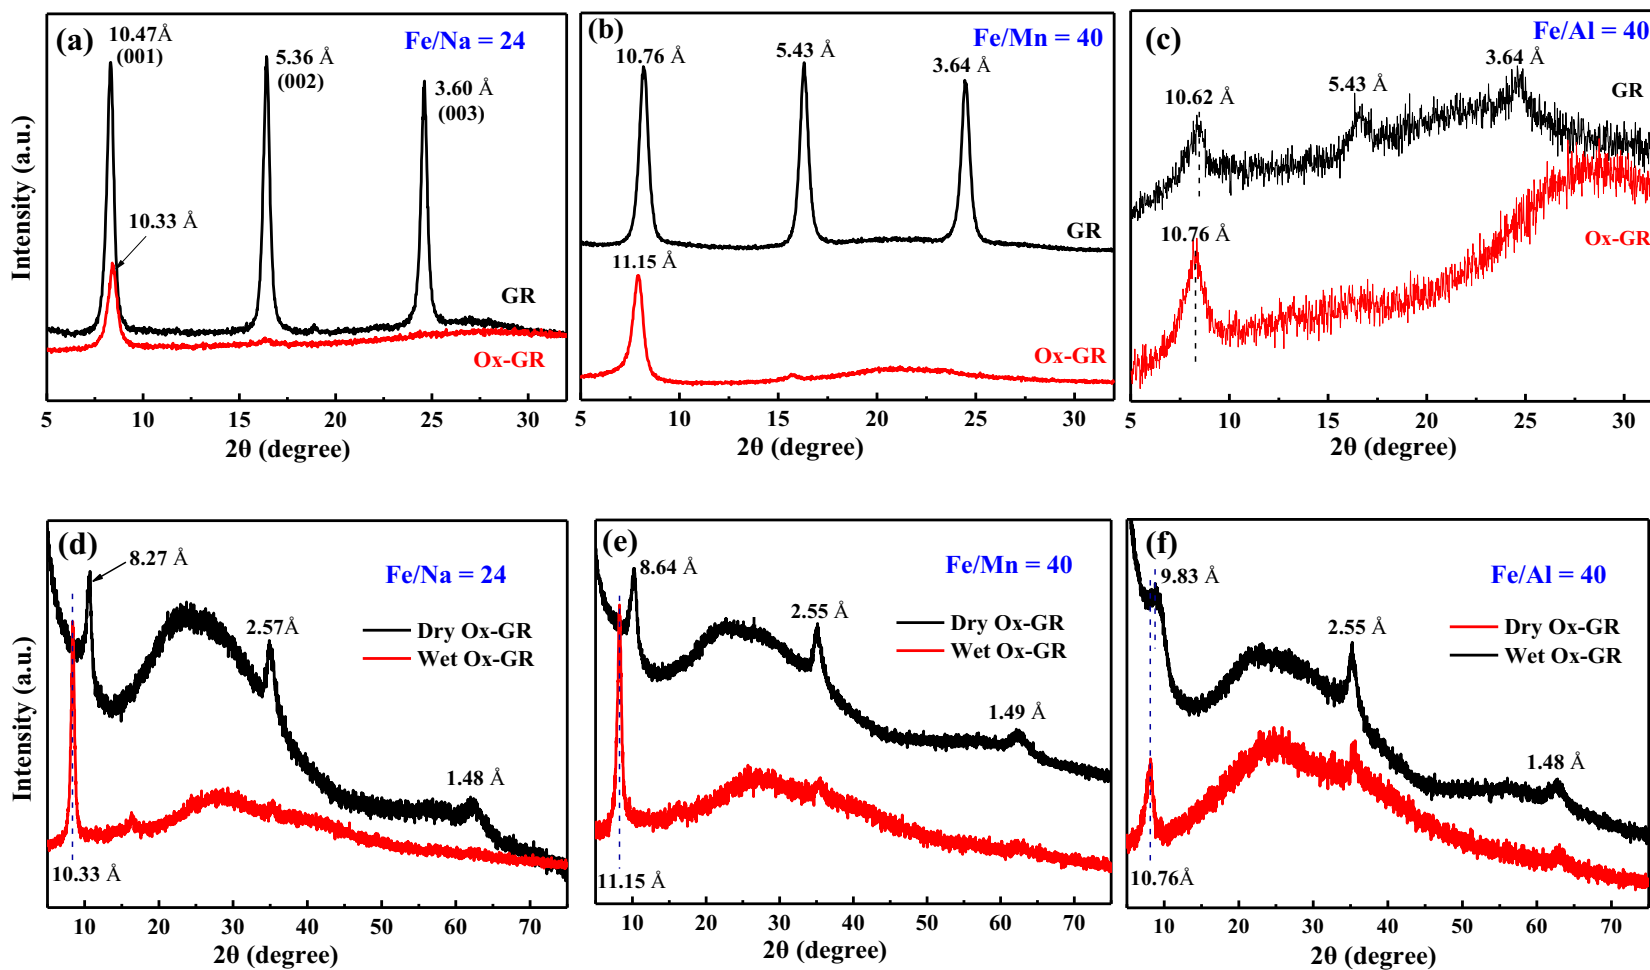 (a)
10.47Å
(001)
5.36 Å
(002)
3.60 Å
(003)
Fe/Na = 24
10.33 Å
GR
Ox-GR
Intensity (a.u.)
5 10 15 20 25 30
2θ (degree)
(b)
Fe/Mn = 40
10.76 Å
5.43 Å
3.64 Å
GR
11.15 Å
Ox-GR
5 10 15 20 25 30
2θ (degree)
(c)
Fe/Al = 40
10.62 Å
5.43 Å
3.64 Å
GR
10.76 Å
Ox-GR
5 10 15 20 25 30
2θ (degree)
(d)
8.27 Å
Fe/Na = 24
2.57Å
Dry Ox-GR
Wet Ox-GR
1.48 Å
10.33 Å
Intensity (a.u.)
10 20 30 40 50 60 70
2θ (degree)
(e)
8.64 Å
Fe/Mn = 40
2.55 Å
Dry Ox-GR
Wet Ox-GR
1.49 Å
11.15 Å
10 20 30 40 50 60 70
2θ (degree)
(f)
9.83 Å
Fe/Al = 40
2.55 Å
Dry Ox-GR
Wet Ox-GR
1.48 Å
10.76Å
10 20 30 40 50 60 70
2θ (degree)